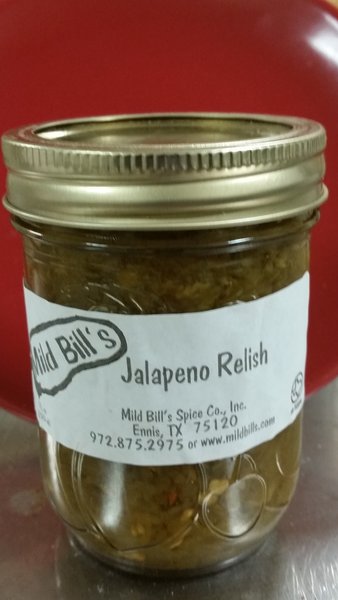 Mild Bill's
Jalapeno Relish
Mild Bill's Spice Co., Inc.
Ennis, TX 75120
972.875.2975 or www.mildbills.com